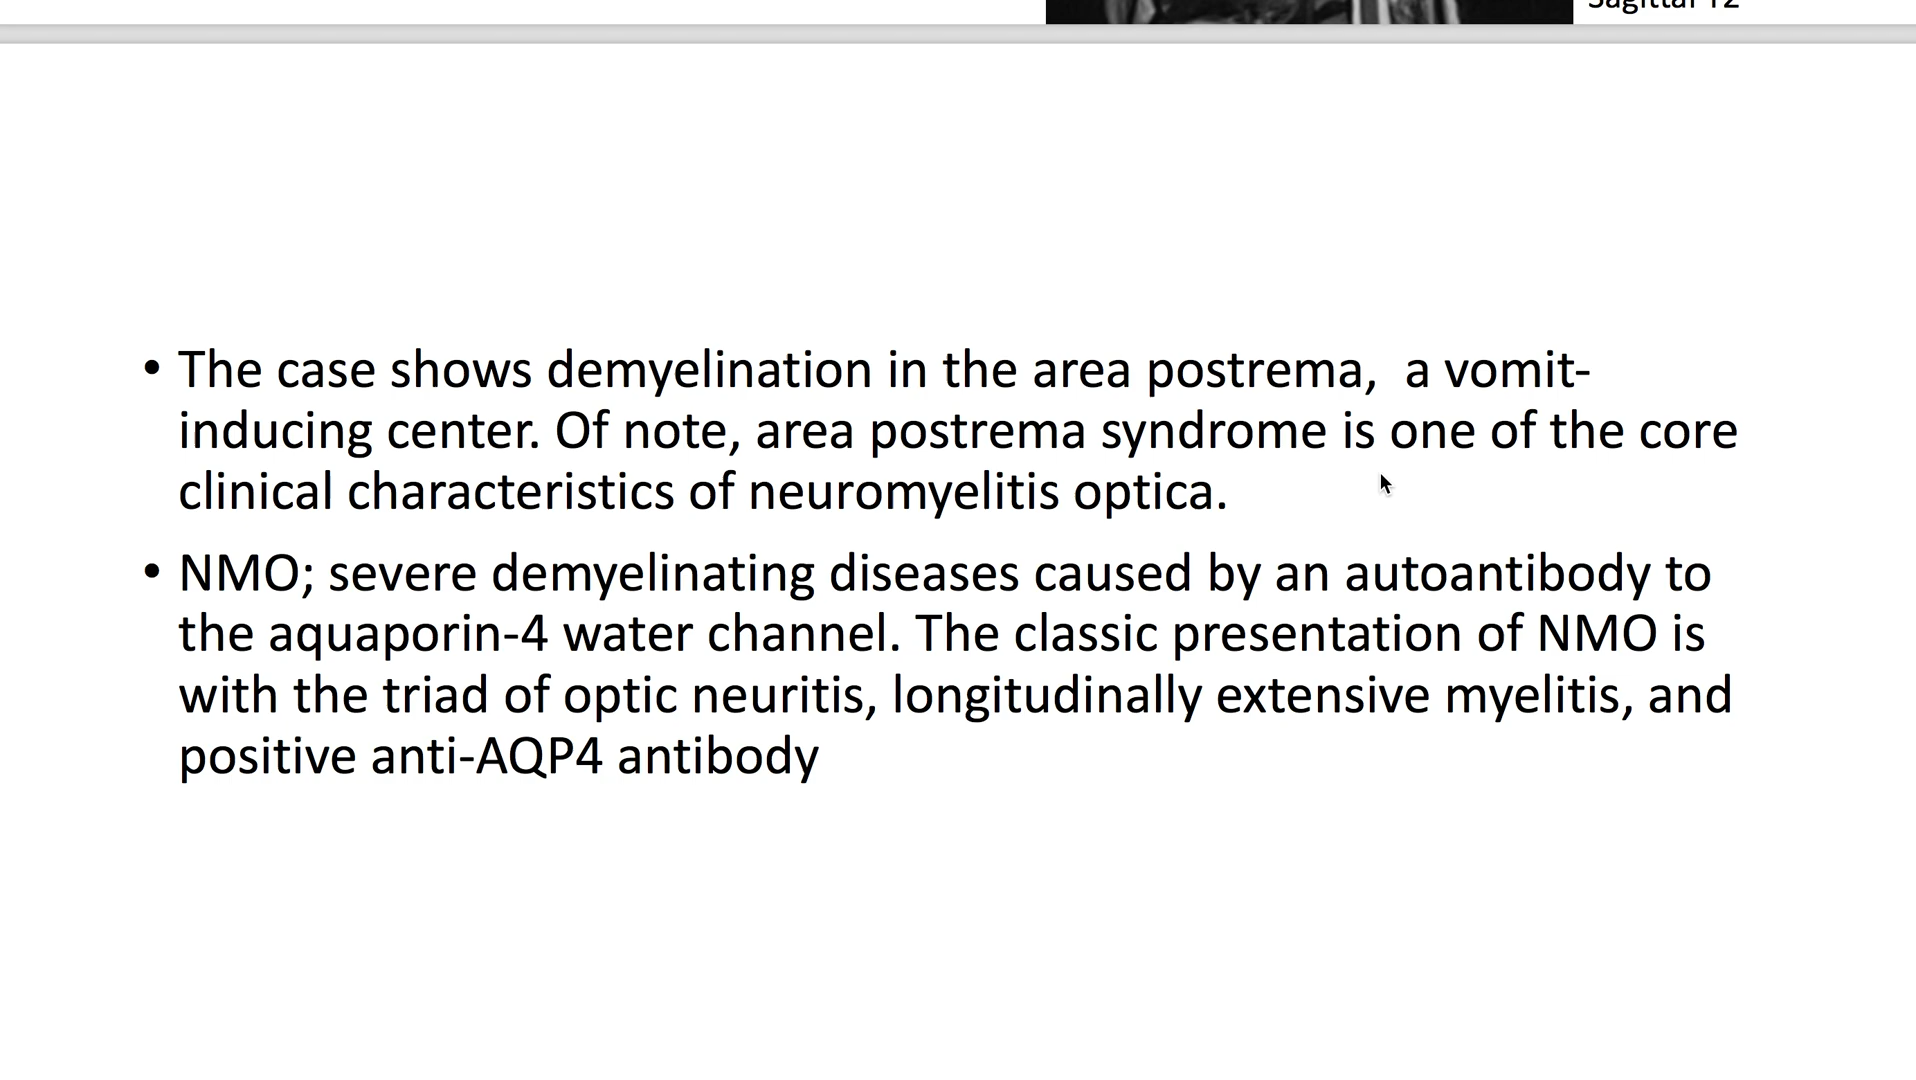 Sagittal T2
• The case shows demyelination in the area postrema,  a vomit-
inducing center. Of note, area postrema syndrome is one of the core
clinical characteristics of neuromyelitis optica.
• NMO; severe demyelinating diseases caused by an autoantibody to
the aquaporin-4 water channel. The classic presentation of NMO is
with the triad of optic neuritis, longitudinally extensive myelitis, and
positive anti-AQP4 antibody